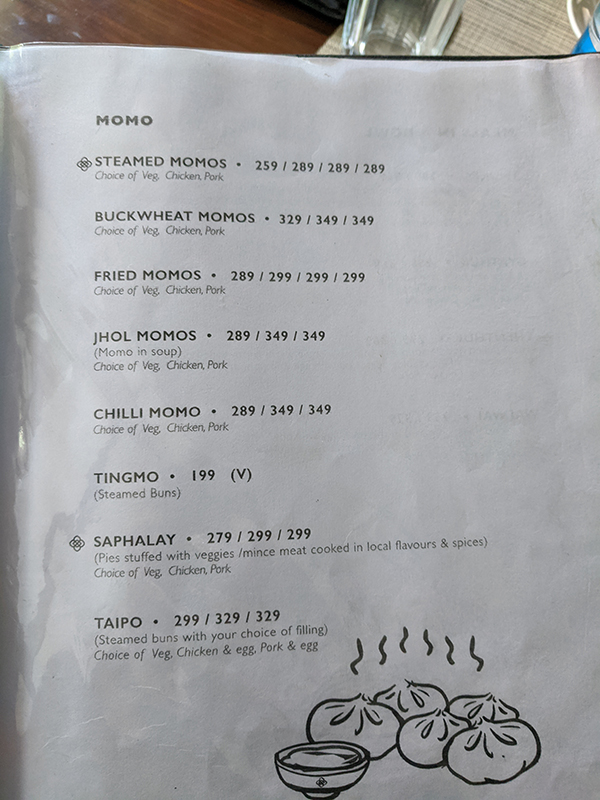 MOMO
STEAMED MOMOS • 259 / 289 / 289 / 289
Choice of Veg, Chicken, Pork
BUCKWHEAT MOMOS • 329 / 349 / 349
Choice of Veg, Chicken, Pork
FRIED MOMOS • 289 / 299 / 299 / 299
Choice of Veg, Chicken, Pork
JHOL MOMOS • 289 / 349 / 349
(Momo in soup)
Choice of Veg, Chicken, Pork
CHILLI MOMO • 289 / 349 / 349
Choice of Veg, Chicken, Pork
TINGMO • 199 (V)
(Steamed Buns)
SAPHALAY • 279 / 299 / 299
(Pies stuffed with veggies /mince meat cooked in local flavours & spices)
Choice of Veg, Chicken, Pork
TAIPO • 299 / 329 / 329
(Steamed buns with your choice of filling)
Choice of Veg, Chicken & egg, Pork & egg